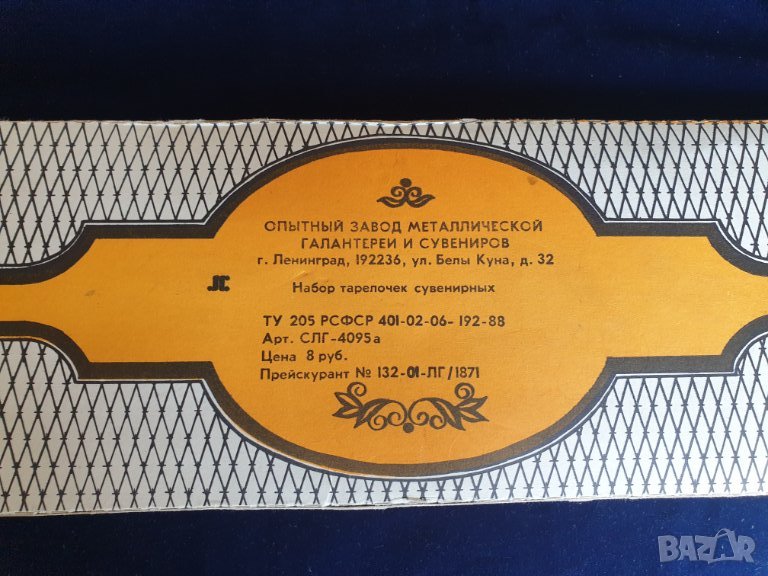 ОПЫТНЫЙ ЗАВОД МЕТАЛЛИЧЕСКОЙ
ГАЛАНТЕРЕИ И СУВЕНИРОВ
г. Ленинград, 192236, ул. Белы Куна, д. 32
Набор тарелочек сувенирных
ТУ 205 РСФСР 401-02-06-192-88
Арт. СЛГ-4095а
Цена 8 руб.
Прейскурант № 132-01-ЛГ/1871
BAZAR